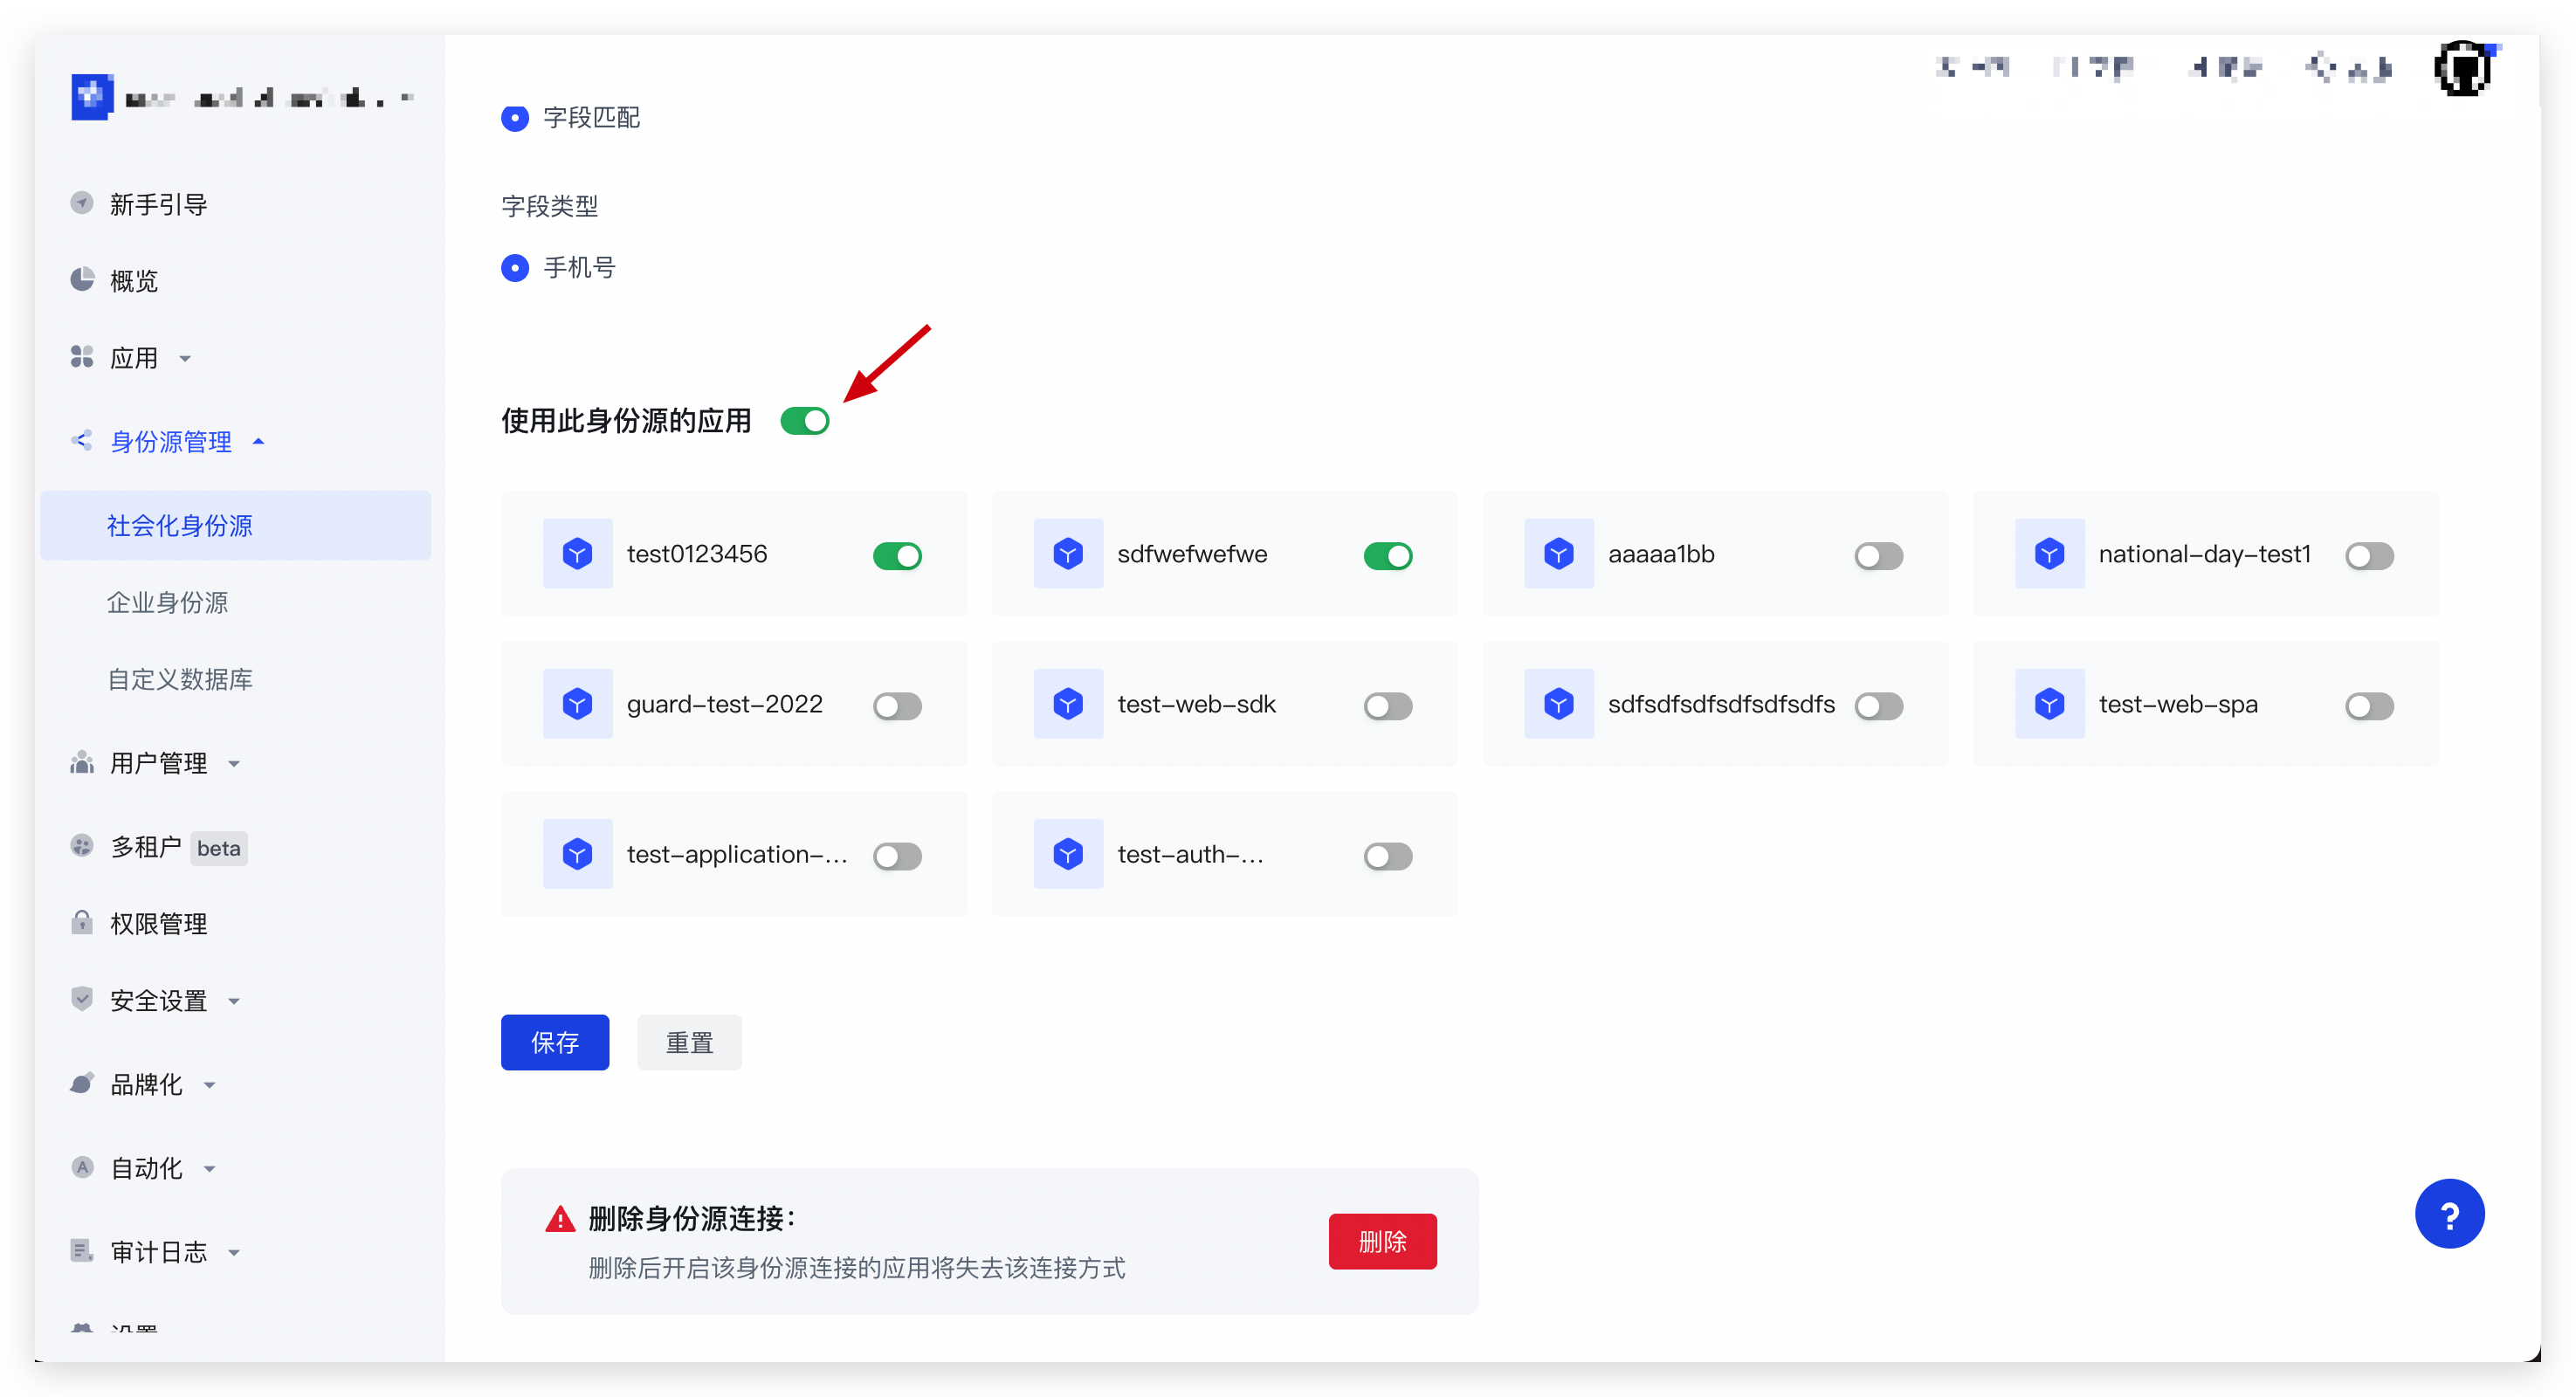 新手引导
概览
应用
身份源管理
社会化身份源
企业身份源
自定义数据库
用户管理
多租户 beta
权限管理
安全设置
品牌化
自动化
审计日志
设置
字段匹配
字段类型
手机号
使用此身份源的应用
test0123456
sdfwefwefwe
aaaaa1bb
national-day-test1
guard-test-2022
test-web-sdk
sdfsdfsdfsdfsdfsdfs
test-web-spa
test-application-...
test-auth-...
保存 重置
删除身份源连接：
删除后开启该身份源连接的应用将失去该连接方式
删除
?